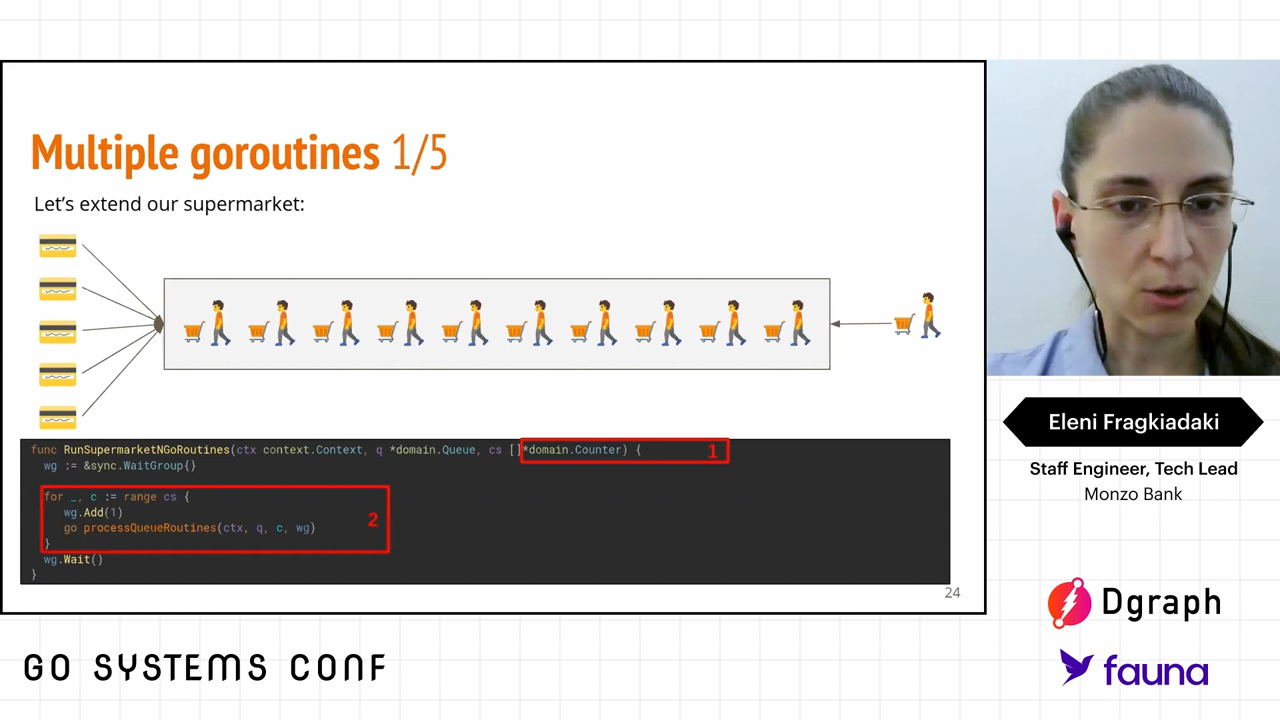 Multiple goroutines 1/5
Let's extend our supermarket:
func RunSupermarketNGoRoutines(ctx context.Context, q *domain.Queue, cs []*domain.Counter) {
1
wg := &sync.WaitGroup{}
for _, c := range cs {
wg.Add(1)
2
go processQueueRoutines(ctx, q, c, wg)
}
wg.Wait()
}
24
Eleni Fragkiadaki
Staff Engineer, Tech Lead
Monzo Bank
Dgraph
fauna
GO SYSTEMS CONF